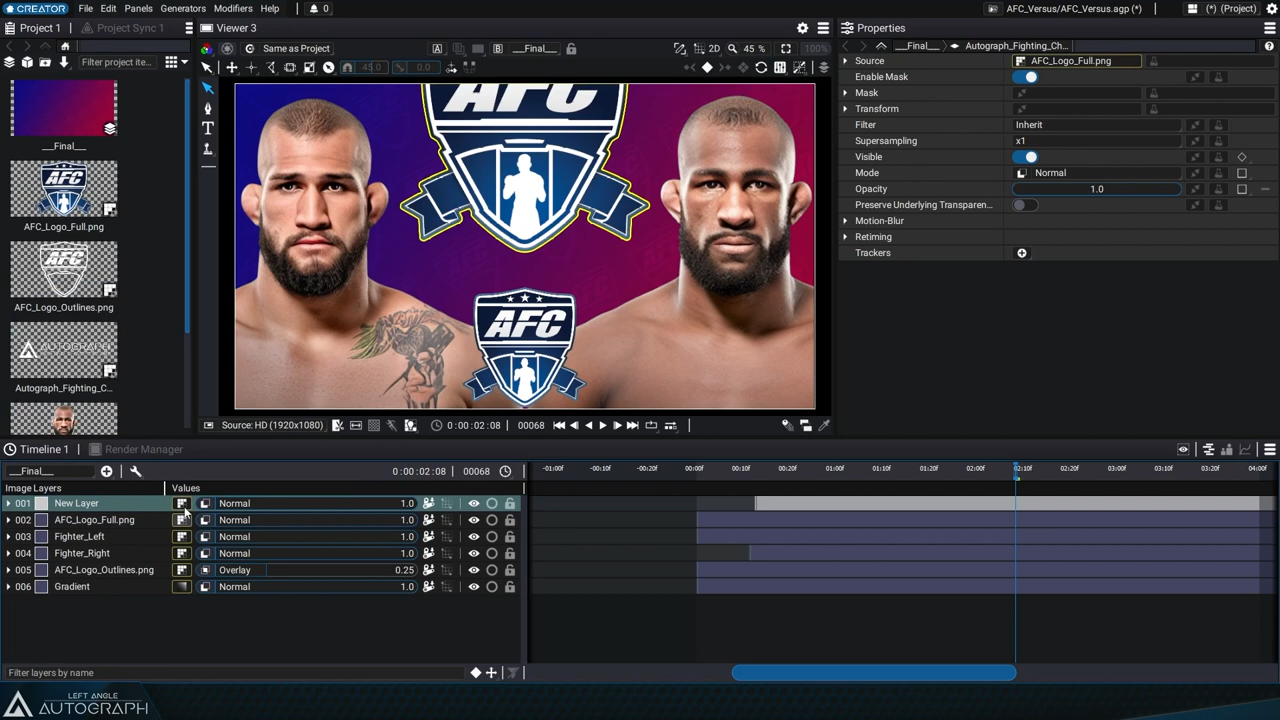 CREATOR File Edit Panels Generators Modifiers Help 0 AFC_Versus/AFC_Versus.agp (*) (*) (Project)
Project 1 Project Sync 1 Viewer 3 Properties
Same as Project A B __Final__ 2D 45 % 100%
__Final__ Autograph_Fighting_Ch...
Filter project ite...
45.0 0.0
Source AFC_Logo_Full.png
Enable Mask
Mask
Transform
Filter Inherit
Supersampling x1
Visible
Mode Normal
Opacity 1.0
Preserve Underlying Transparen...
Motion-Blur
Retiming
Trackers
__Final__
AFC
AFC_Logo_Full.png
AFC
AFC_Logo_Outlines.png
AUTOGRAPH
Autograph_Fighting_C...
T
AFC
AFC
Source: HD (1920x1080) 0:00:02:08 00068
Timeline 1 Render Manager
__Final__ 0:00:02:08 00068
-01:00f -00:10f -00:20f 00:00f 00:10f 00:20f 01:00f 01:10f 01:20f 02:00f 02:10f 02:20f 03:00f 03:10f 03:20f 04:00f
Image Layers Values
001 New Layer Normal 1.0
002 AFC_Logo_Full.png Normal 1.0
003 Fighter_Left Normal 1.0
004 Fighter_Right Normal 1.0
005 AFC_Logo_Outlines.png Overlay 0.25
006 Gradient Normal 1.0
Filter layers by name
LEFT ANGLE
AUTOGRAPH